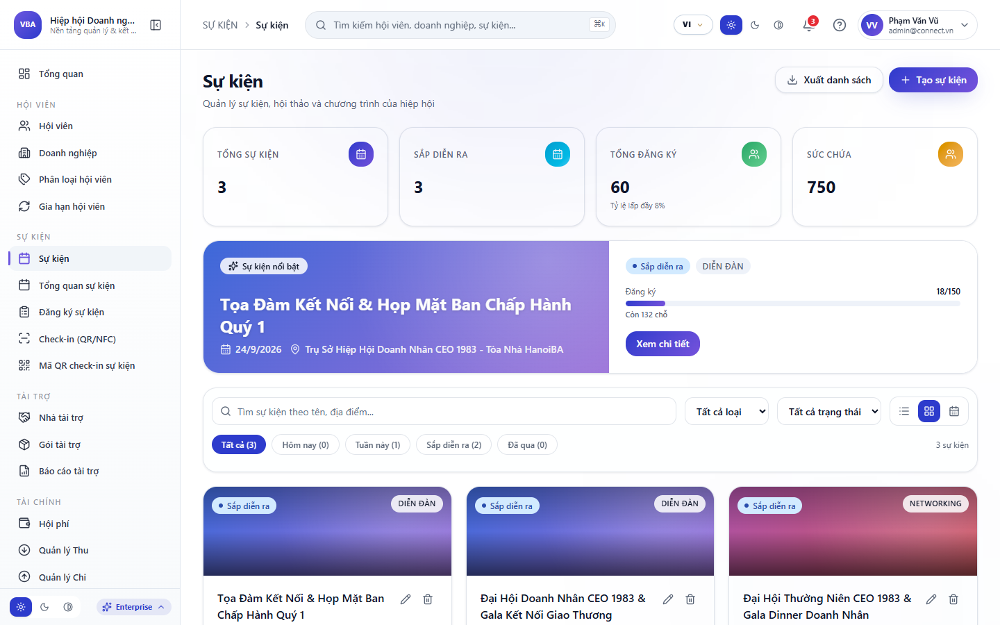 VBA
Hiệp hội Doanh ng...
Nền tảng quản lý & kết ...
SỰ KIỆN
Sự kiện
Tìm kiếm hội viên, doanh nghiệp, sự kiện...
⌘K
VI
3
VV
Phạm Văn Vũ
admin@connect.vn
Tổng quan
HỘI VIÊN
Hội viên
Doanh nghiệp
Phân loại hội viên
Gia hạn hội viên
SỰ KIỆN
Sự kiện
Tổng quan sự kiện
Đăng ký sự kiện
Check-in (QR/NFC)
Mã QR check-in sự kiện
TÀI TRỢ
Nhà tài trợ
Gói tài trợ
Báo cáo tài trợ
TÀI CHÍNH
Hội phí
Quản lý Thu
Quản lý Chi
Enterprise
Sự kiện
Quản lý sự kiện, hội thảo và chương trình của hiệp hội
Xuất danh sách
Tạo sự kiện
TỔNG SỰ KIỆN
3
SẮP DIỄN RA
3
TỔNG ĐĂNG KÝ
60
Tỷ lệ lấp đầy 8%
SỨC CHỨA
750
Sự kiện nổi bật
Tọa Đàm Kết Nối & Họp Mặt Ban Chấp Hành
Quý 1
24/9/2026 Trụ Sở Hiệp Hội Doanh Nhân CEO 1983 - Tòa Nhà HanoiBA
Sắp diễn ra
DIỄN ĐÀN
Đăng ký
18/150
Còn 132 chỗ
Xem chi tiết
Tìm sự kiện theo tên, địa điểm...
Tất cả loại
Tất cả trạng thái
Tất cả (3)
Hôm nay (0)
Tuần này (1)
Sắp diễn ra (2)
Đã qua (0)
3 sự kiện
Sắp diễn ra
DIỄN ĐÀN
Tọa Đàm Kết Nối & Họp Mặt Ban
Chấp Hành Quý 1
Sắp diễn ra
DIỄN ĐÀN
Đại Hội Doanh Nhân CEO 1983 &
Gala Kết Nối Giao Thương
Sắp diễn ra
NETWORKING
Đại Hội Thường Niên CEO 1983 &
Gala Dinner Doanh Nhân